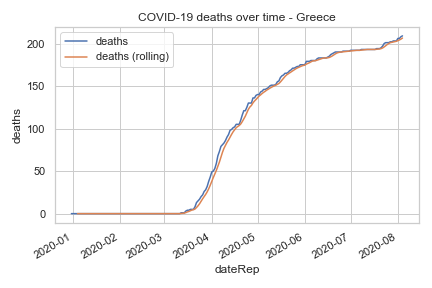 COVID-19 deaths over time - Greece
deaths
deaths (rolling)
200
150
100
50
0
deaths
2020-01
2020-02
2020-03
2020-04
2020-05
2020-06
2020-07
2020-08
dateRep